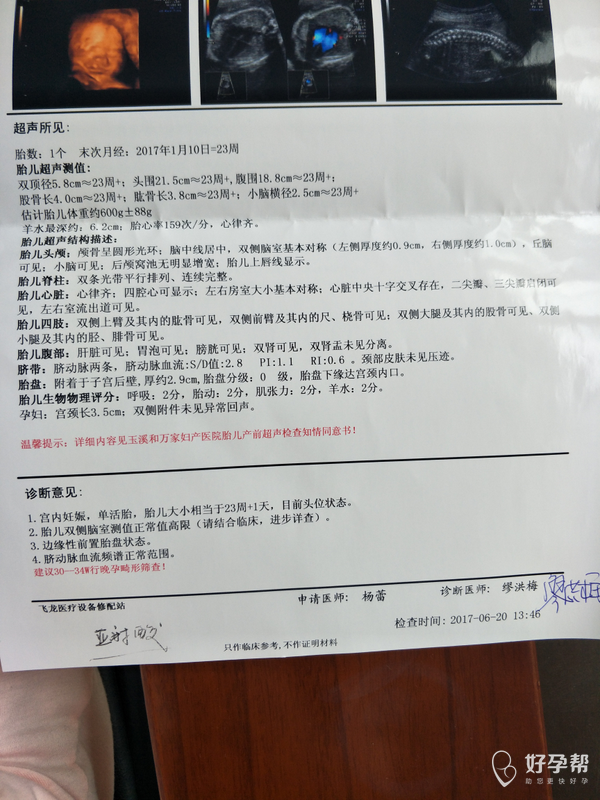 超声所见:
胎数: 1个 末次月经: 2017年1月10日=23周
胎儿超声测值:
双顶径5.8cm≈23周+; 头围21.5cm≈23周+,腹围18.8cm≈23周+;
股骨长4.0cm≈23周+; 肱骨长3.8cm≈23周+; 小脑横径2.5cm≈23周+
估计胎儿体重约600g±88g
羊水最深约: 6.2cm; 胎心率159次/分, 心律齐。
胎儿超声结构描述:
胎儿头颅: 颅骨呈圆形光环; 脑中线居中, 双侧脑室基本对称 (左侧厚度约0.9cm, 右侧厚度约1.0cm) , 丘脑
可见; 小脑可见; 后颅窝池无明显增宽; 胎儿上唇线显示。
胎儿脊柱: 双条光带平行排列、连续完整。
胎儿心脏: 心律齐; 四腔心可显示; 左右房室大小基本对称; 心脏中央十字交叉存在, 二尖瓣、三尖瓣启闭可
见, 左右室流出道可见。
胎儿四肢: 双侧上臂及其内的肱骨可见, 双侧前臂及其内的尺、桡骨可见; 双侧大腿及其内的股骨可见、双侧
小腿及其内的胫、腓骨可见。
胎儿腹部: 肝脏可见; 胃泡可见; 膀胱可见; 双肾可见, 双肾盂未见分离。
脐带: 脐动脉两条, 脐动脉血流:S/D值:2.8 PI:1.1 RI:0.6 。颈部皮肤未见压迹。
胎盘: 附着于子宫后壁,厚约2.9cm,胎盘分级: 0 级, 胎盘下缘达宫颈内口。
胎儿生物物理评分: 呼吸: 2分, 胎动: 2分, 肌张力: 2分, 羊水: 2分。
孕妇: 宫颈长3.5cm; 双侧附件未见异常回声。
温馨提示: 详细内容见玉溪和万家妇产医院胎儿产前超声检查知情同意书!
诊断意见:
1. 宫内妊娠, 单活胎, 胎儿大小相当于23周+1天, 目前头位状态。
2. 胎儿双侧脑室测值正常值高限 (请结合临床, 进步详查) 。
3. 边缘性前置胎盘状态。
4. 脐动脉血流频谱正常范围。
建议30—34W行晚孕畸形筛查!
飞龙医疗设备修配站 申请医师: 杨蕾 诊断医师: 缪洪梅
检查时间: 2017-06-20 13:46
只作临床参考, 不作证明材料
好孕帮
助您更快好孕